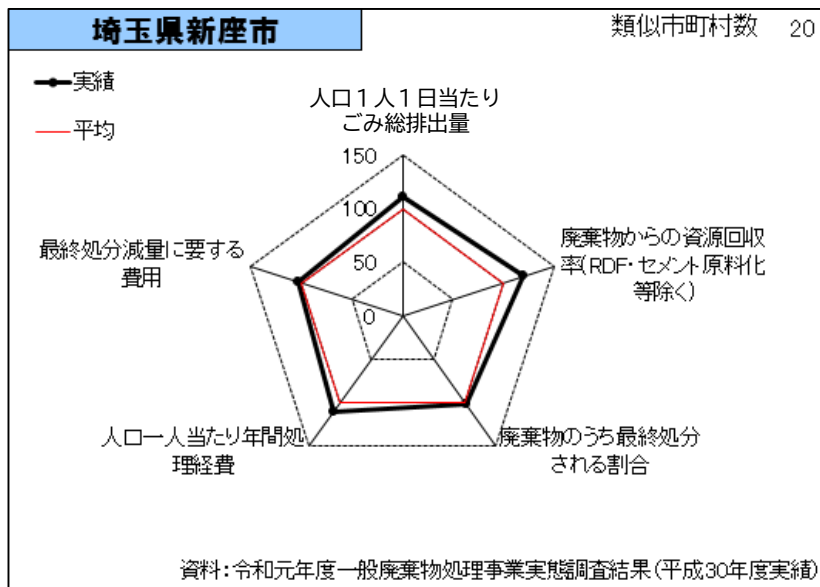 埼玉県新座市
類似市町村数 20
実績
平均
人口１人１日当たり
ごみ総排出量
150
100
50
0
廃棄物からの資源回収
率(RDF・セメント原料化
等除く)
廃棄物のうち最終処分
される割合
人口一人当たり年間処
理経費
最終処分減量に要する
費用
資料:令和元年度一般廃棄物処理事業実態調査結果(平成30年度実績)